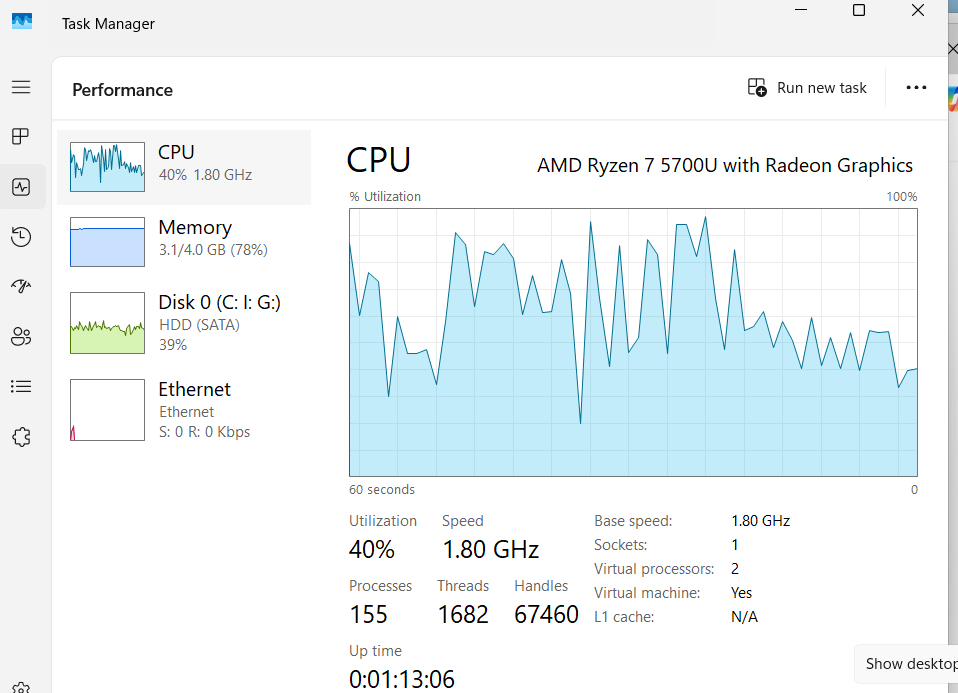 Task Manager
Performance
Run new task
CPU
40% 1.80 GHz
Memory
3.1/4.0 GB (78%)
Disk 0 (C: I: G:)
HDD (SATA)
39%
Ethernet
Ethernet
S: 0 R: 0 Kbps
CPU
AMD Ryzen 7 5700U with Radeon Graphics
% Utilization
100%
60 seconds
0
Utilization
Speed
40%
1.80 GHz
Processes
Threads
Handles
155
1682
67460
Up time
0:01:13:06
Base speed:
1.80 GHz
Sockets:
1
Virtual processors:
2
Virtual machine:
Yes
L1 cache:
N/A
Show desktop